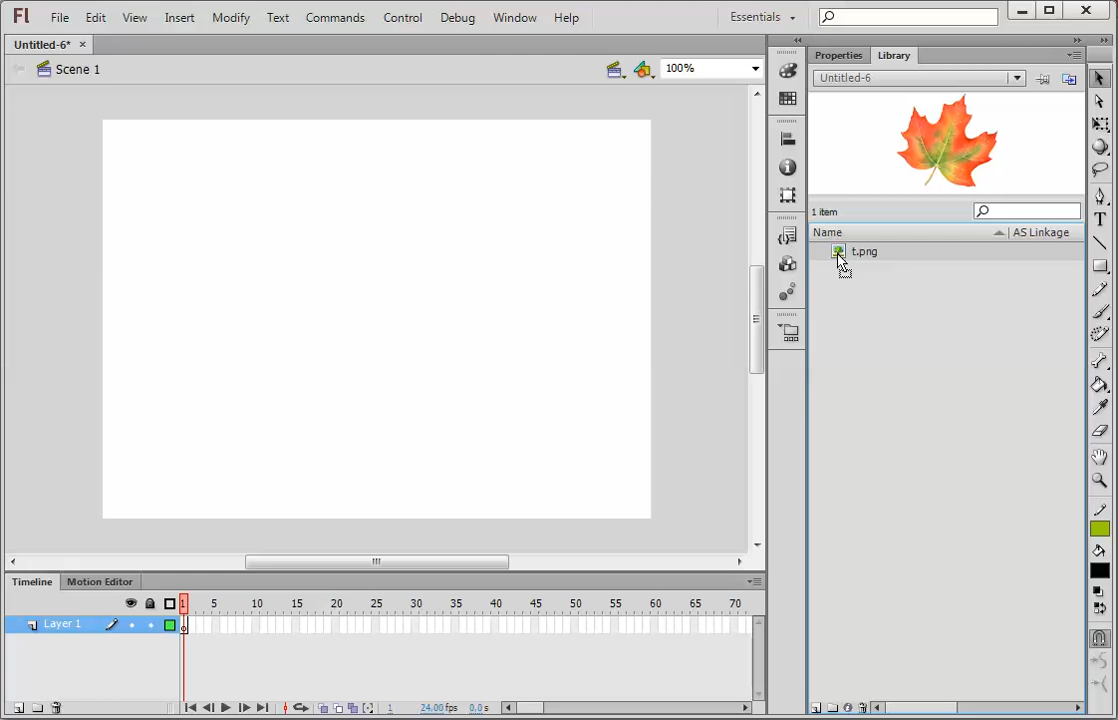 Fl File Edit View Insert Modify Text Commands Control Debug Window Help Essentials
Untitled-6* ×
Scene 1 100%
Properties Library
Untitled-6
1 item
Name AS Linkage
t.png
Timeline Motion Editor
1 5 10 15 20 25 30 35 40 45 50 55 60 65 70
Layer 1
1 24.00 fps 0.0 s